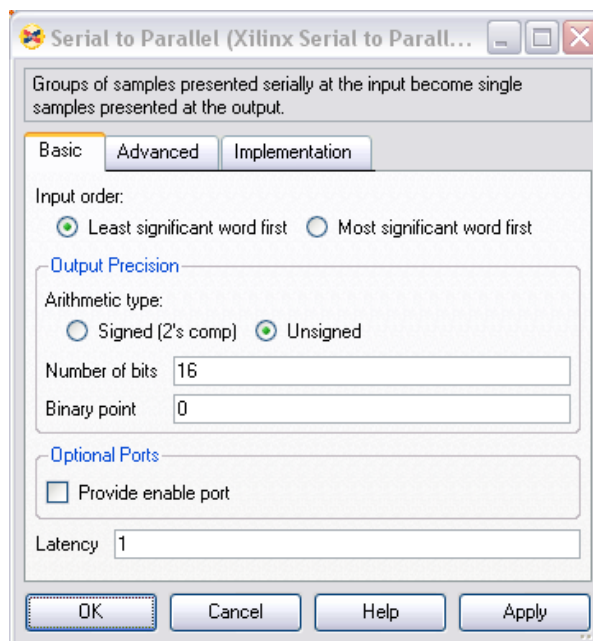 Serial to Parallel (Xilinx Serial to Parall...
Groups of samples presented serially at the input become single
samples presented at the output.
Basic Advanced Implementation
Input order:
Least significant word first Most significant word first
Output Precision
Arithmetic type:
Signed (2's comp) Unsigned
Number of bits 16
Binary point 0
Optional Ports
Provide enable port
Latency 1
OK Cancel Help Apply